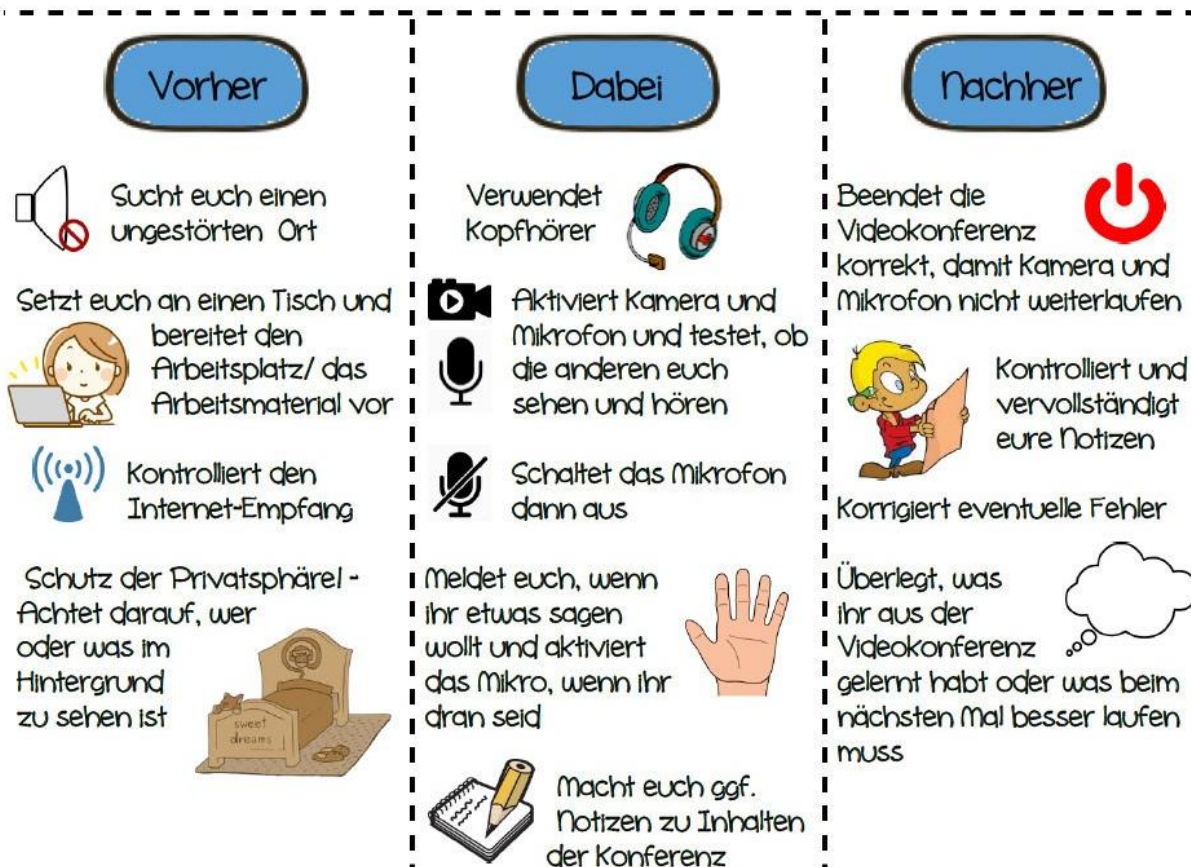 Vorher
Sucht euch einen
ungestörten Ort
Setzt euch an einen Tisch und
bereitet den
Arbeitsplatz/ das
Arbeitsmaterial vor
Kontrolliert den
Internet-Empfang
Schutz der Privatsphäre! -
Achtet darauf, wer
oder was im
Hintergrund
zu sehen ist
sweet
dreams
Dabei
Verwendet
Kopfhörer
Aktiviert Kamera und
Mikrofon und testet, ob
die anderen euch
sehen und hören
Schaltet das Mikrofon
dann aus
Meldet euch, wenn
ihr etwas sagen
wollt und aktiviert
das Mikro, wenn ihr
dran seid
Macht euch ggf.
Notizen zu Inhalten
der Konferenz
Nachher
Beendet die
Videokonferenz
korrekt, damit Kamera und
Mikrofon nicht weiterlaufen
Kontrolliert und
vervollständigt
eure Notizen
Korrigiert eventuelle Fehler
Überlegt, was
ihr aus der
Videokonferenz
gelernt habt oder was beim
nächsten Mal besser laufen
muss